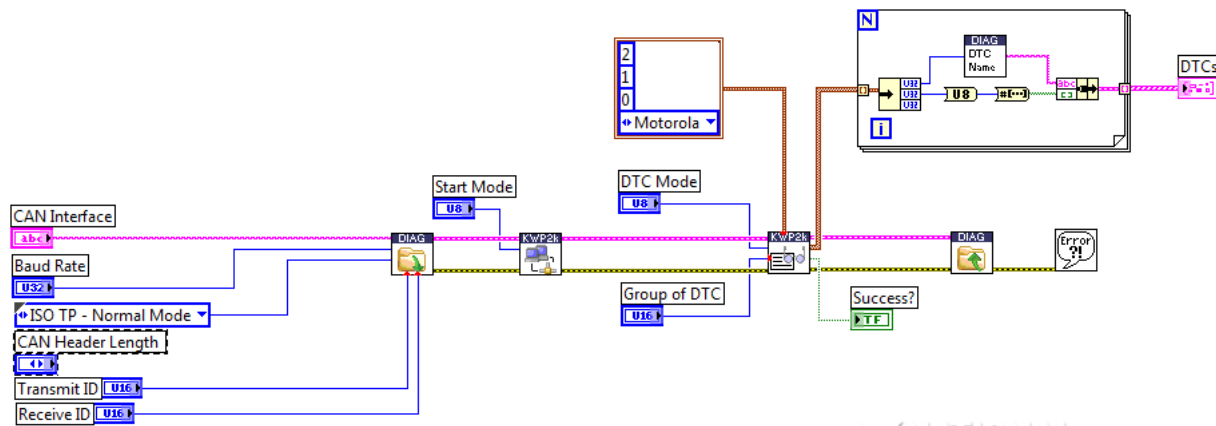 N
DIAG
DTC
Name
U32
U32
U32
U8
#[...]
abc
i
DTCs
2
1
0
Motorola
Start Mode
U8
DTC Mode
U8
CAN Interface
abc
DIAG
KWP2k
KWP2k
DIAG
Error
?!
Baud Rate
U32
ISO TP - Normal Mode
Group of DTC
U16
Success?
TF
CAN Header Length
Transmit ID U16
Receive ID U16